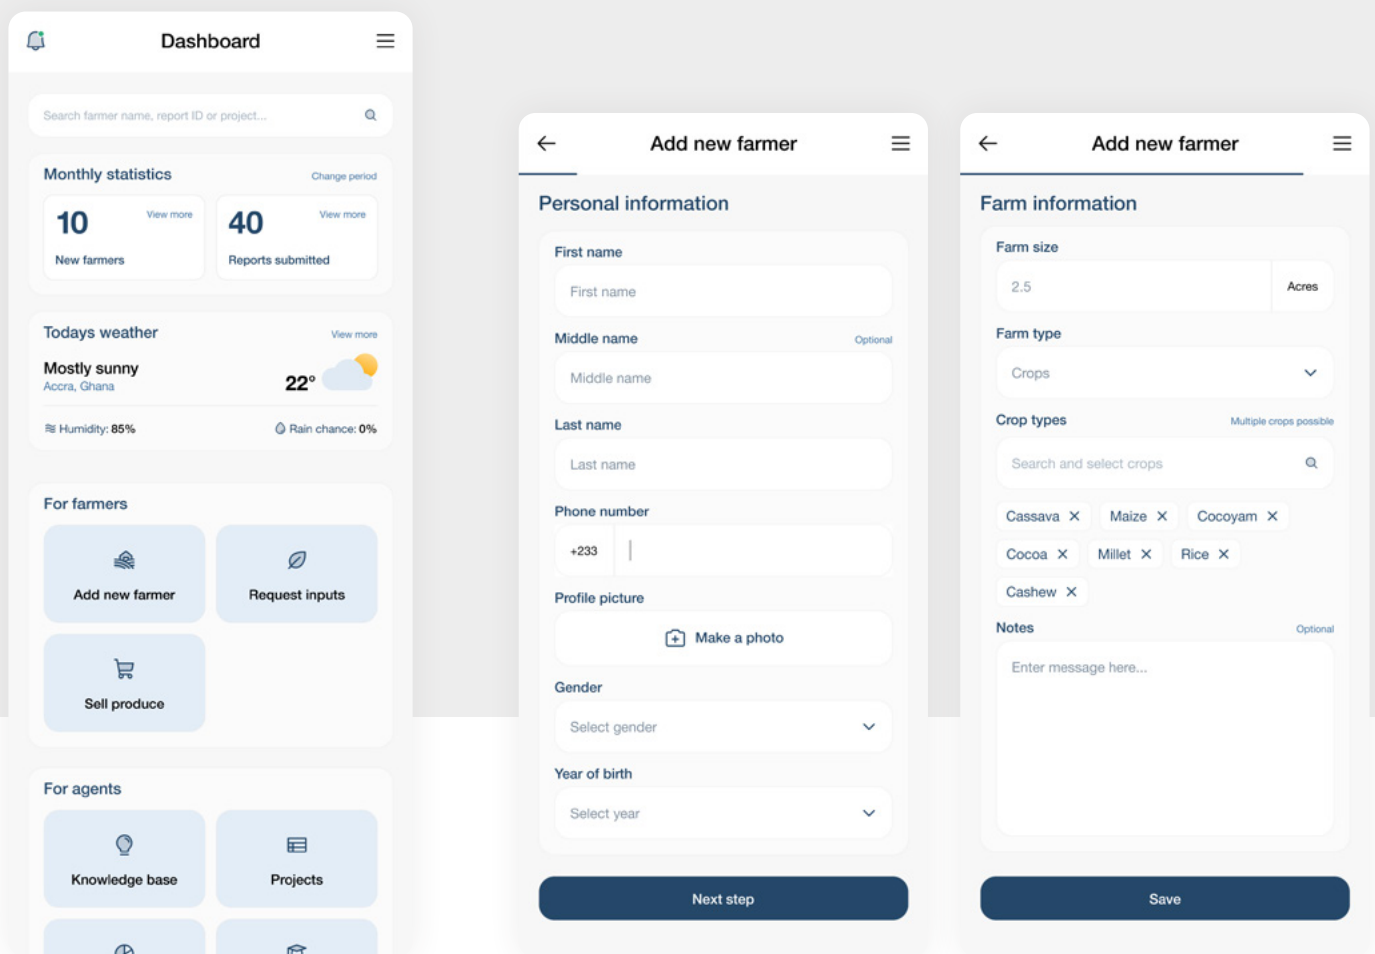 Dashboard
Search farmer name, report ID or project...
Monthly statistics
Change period
10
View more
New farmers
40
View more
Reports submitted
Todays weather
View more
Mostly sunny
Accra, Ghana
22°
Humidity: 85%
Rain chance: 0%
For farmers
Add new farmer
Request inputs
Sell produce
For agents
Knowledge base
Projects
Add new farmer
Personal information
First name
First name
Middle name
Optional
Middle name
Last name
Last name
Phone number
+233
Profile picture
Make a photo
Gender
Select gender
Year of birth
Select year
Next step
Add new farmer
Farm information
Farm size
2.5
Acres
Farm type
Crops
Crop types
Multiple crops possible
Search and select crops
Cassava
Maize
Cocoyam
Cocoa
Millet
Rice
Cashew
Notes
Optional
Enter message here...
Save